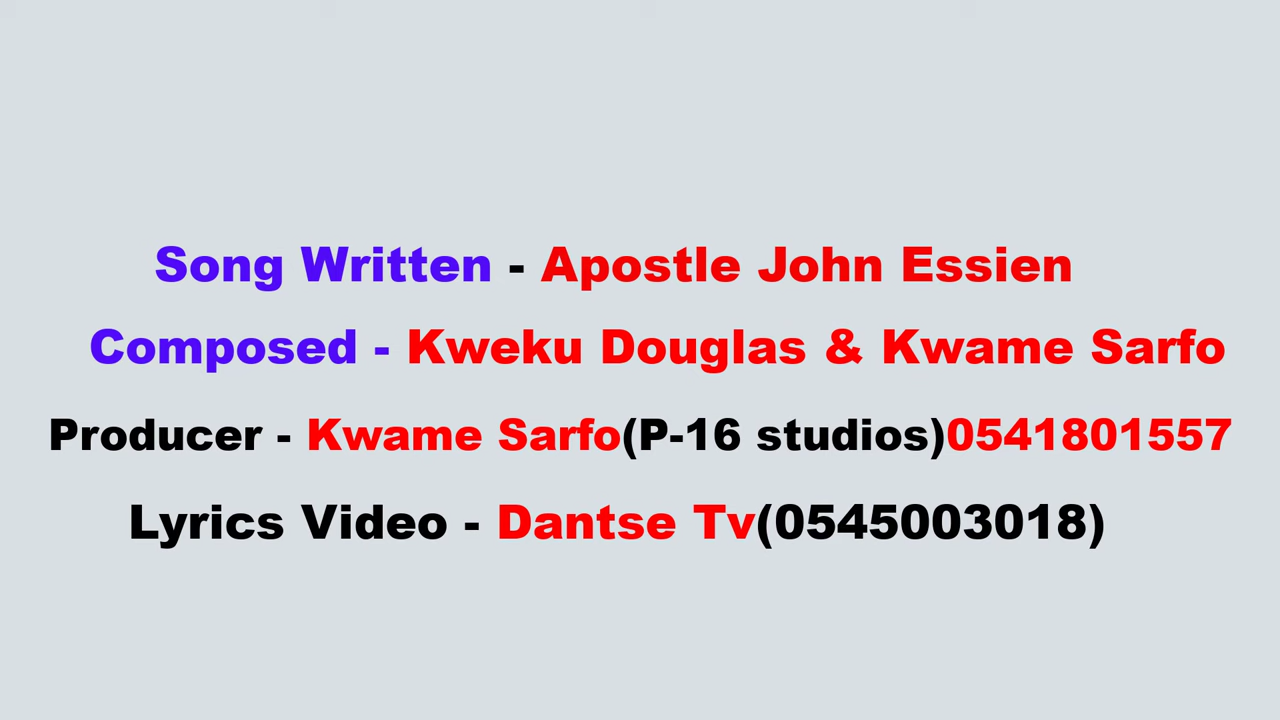 Song Written - Apostle John Essien
Composed - Kweku Douglas & Kwame Sarfo
Producer - Kwame Sarfo(P-16 studios)0541801557
Lyrics Video - Dantse Tv(0545003018)